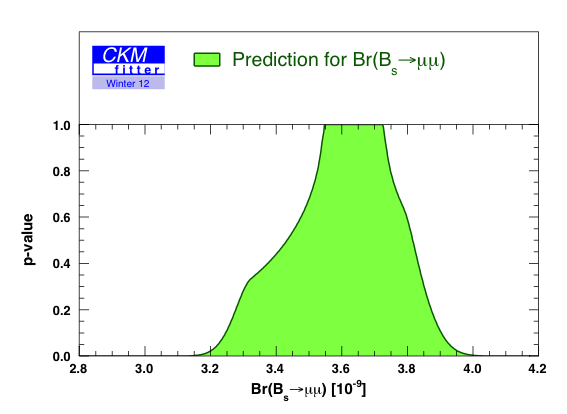 CKM
fitter
Winter 12
Prediction for Br(Bs→μμ)
1.0
0.8
0.6
0.4
0.2
0.0
p-value
2.8 3.0 3.2 3.4 3.6 3.8 4.0 4.2
Br(Bs→μμ) [10-9]